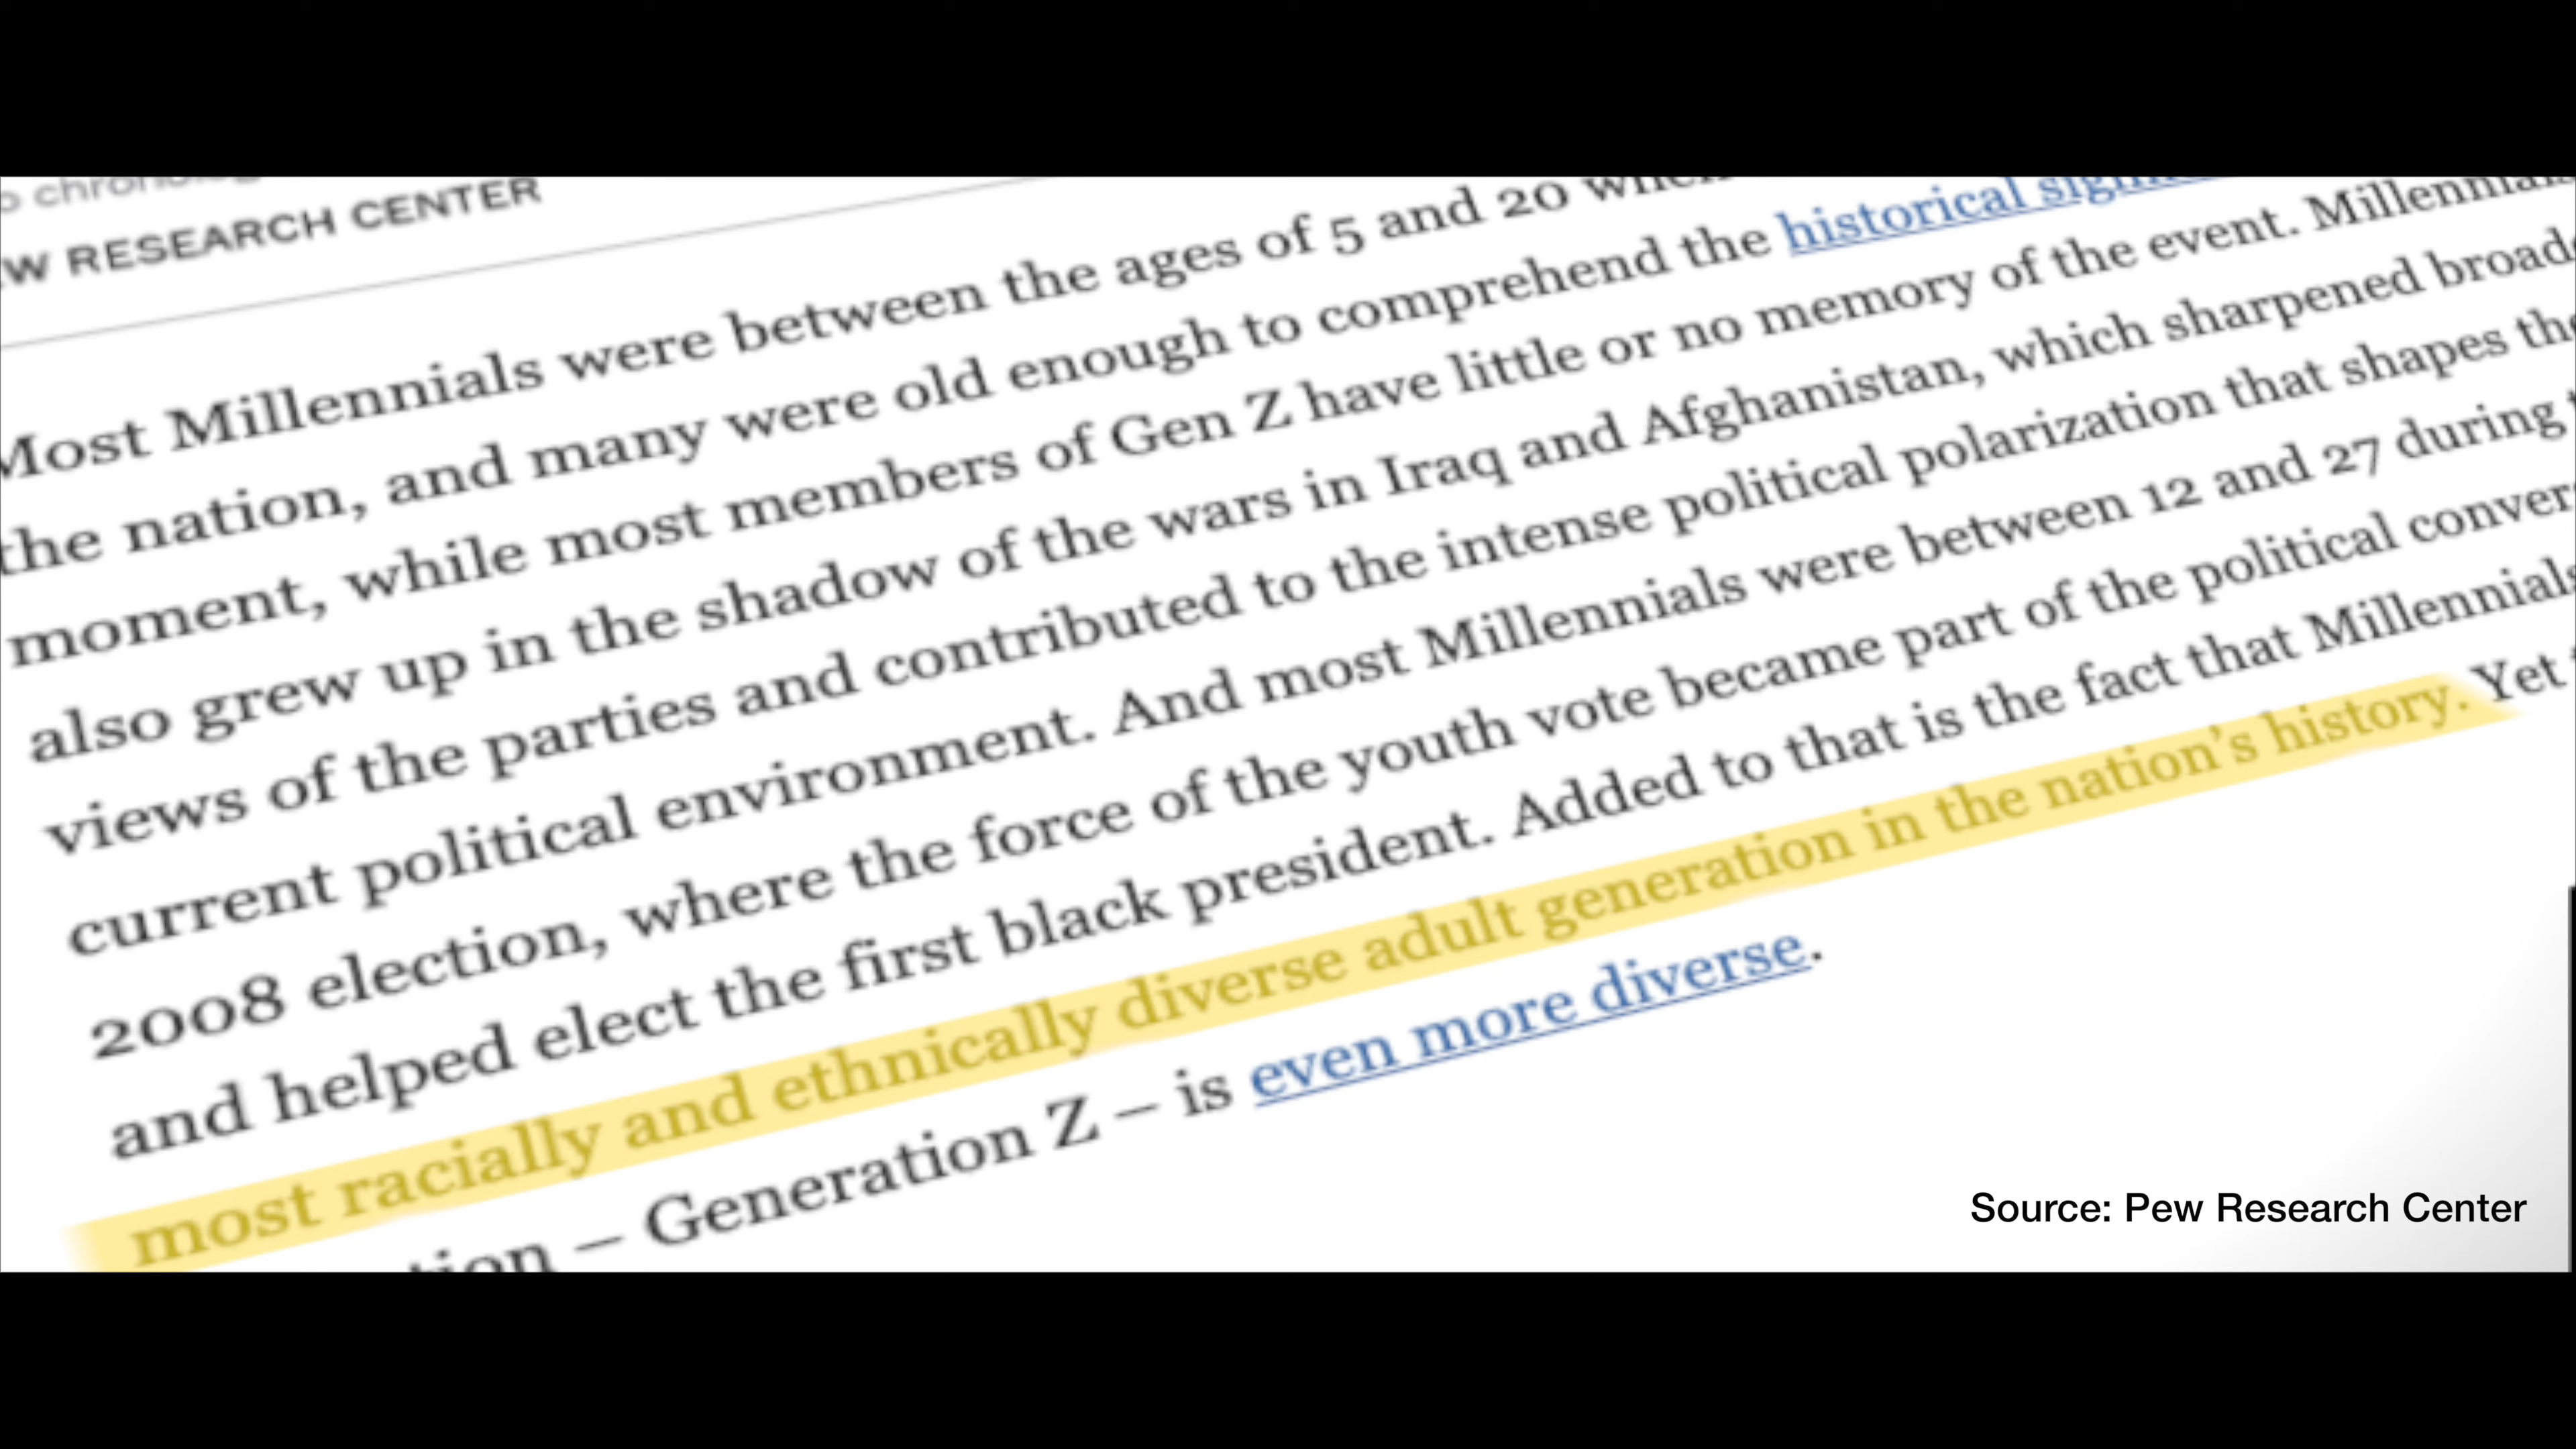 chronolog
RESEARCH CENTER
Most Millennials were between the ages of 5 and 20 when
the nation, and many were old enough to comprehend the historical
moment, while most members of Gen Z have little or no memory of the event. Millennials
also grew up in the shadow of the wars in Iraq and Afghanistan, which sharpened broad
views of the parties and contributed to the intense political polarization that shapes the
current political environment. And most Millennials were between 12 and 27 during
2008 election, where the force of the youth vote became part of the political conver
and helped elect the first black president. Added to that is the fact that Millennials
most racially and ethnically diverse adult generation in the nation's history. Yet
– Generation Z – is even more diverse.
Source: Pew Research Center